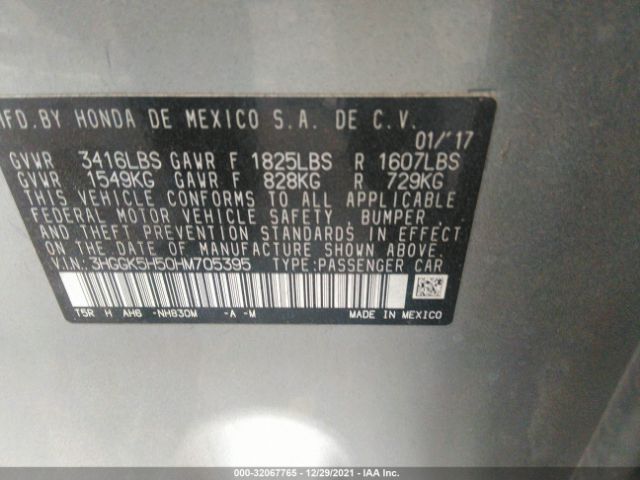 MFD.BY HONDA DE MEXICO S.A. DE C.V.
01/'17
GVWR 3416LBS GAWR F 1825LBS R 1607LBS
GVWR 1549KG GAWR F 828KG R 729KG
THIS VEHICLE CONFORMS TO ALL APPLICABLE
FEDERAL MOTOR VEHICLE SAFETY, BUMPER,
AND THEFT PREVENTION STANDARDS IN EFFECT
ON THE DATE OF MANUFACTURE SHOWN ABOVE.
V.I.N.:3HGGK5H50HM705395 TYPE:PASSENGER CAR
T5R H AH6 -NH830M -A -M MADE IN MEXICO
000-32067765 - 12/29/2021 - IAA Inc.